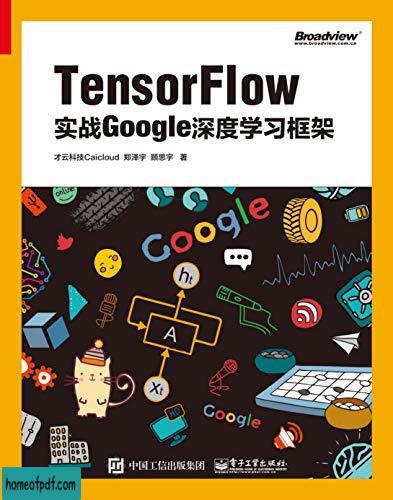 Broadview®
www.broadview.com.cn
TensorFlow
实战Google深度学习框架
才云科技Caicloud 郑泽宇 顾思宇 著
Google
ht
A
Xt
HD
Google
中国工信出版集团
电子工业出版社
homeofpdf.com